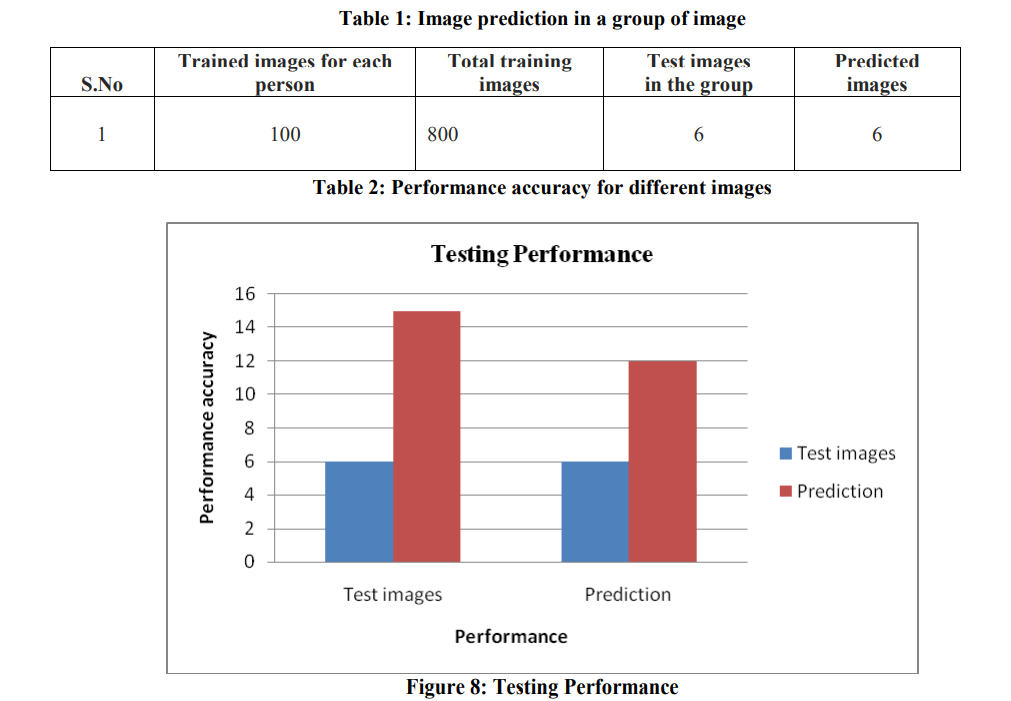 Table 1: Image prediction in a group of image
S.No
Trained images for each
person
Total training
images
Test images
in the group
Predicted
images
1
100
800
6
6
Table 2: Performance accuracy for different images
Testing Performance
Performance accuracy
16
14
12
10
8
6
4
2
0
Test images
Prediction
Performance
Test images
Prediction
Figure 8: Testing Performance